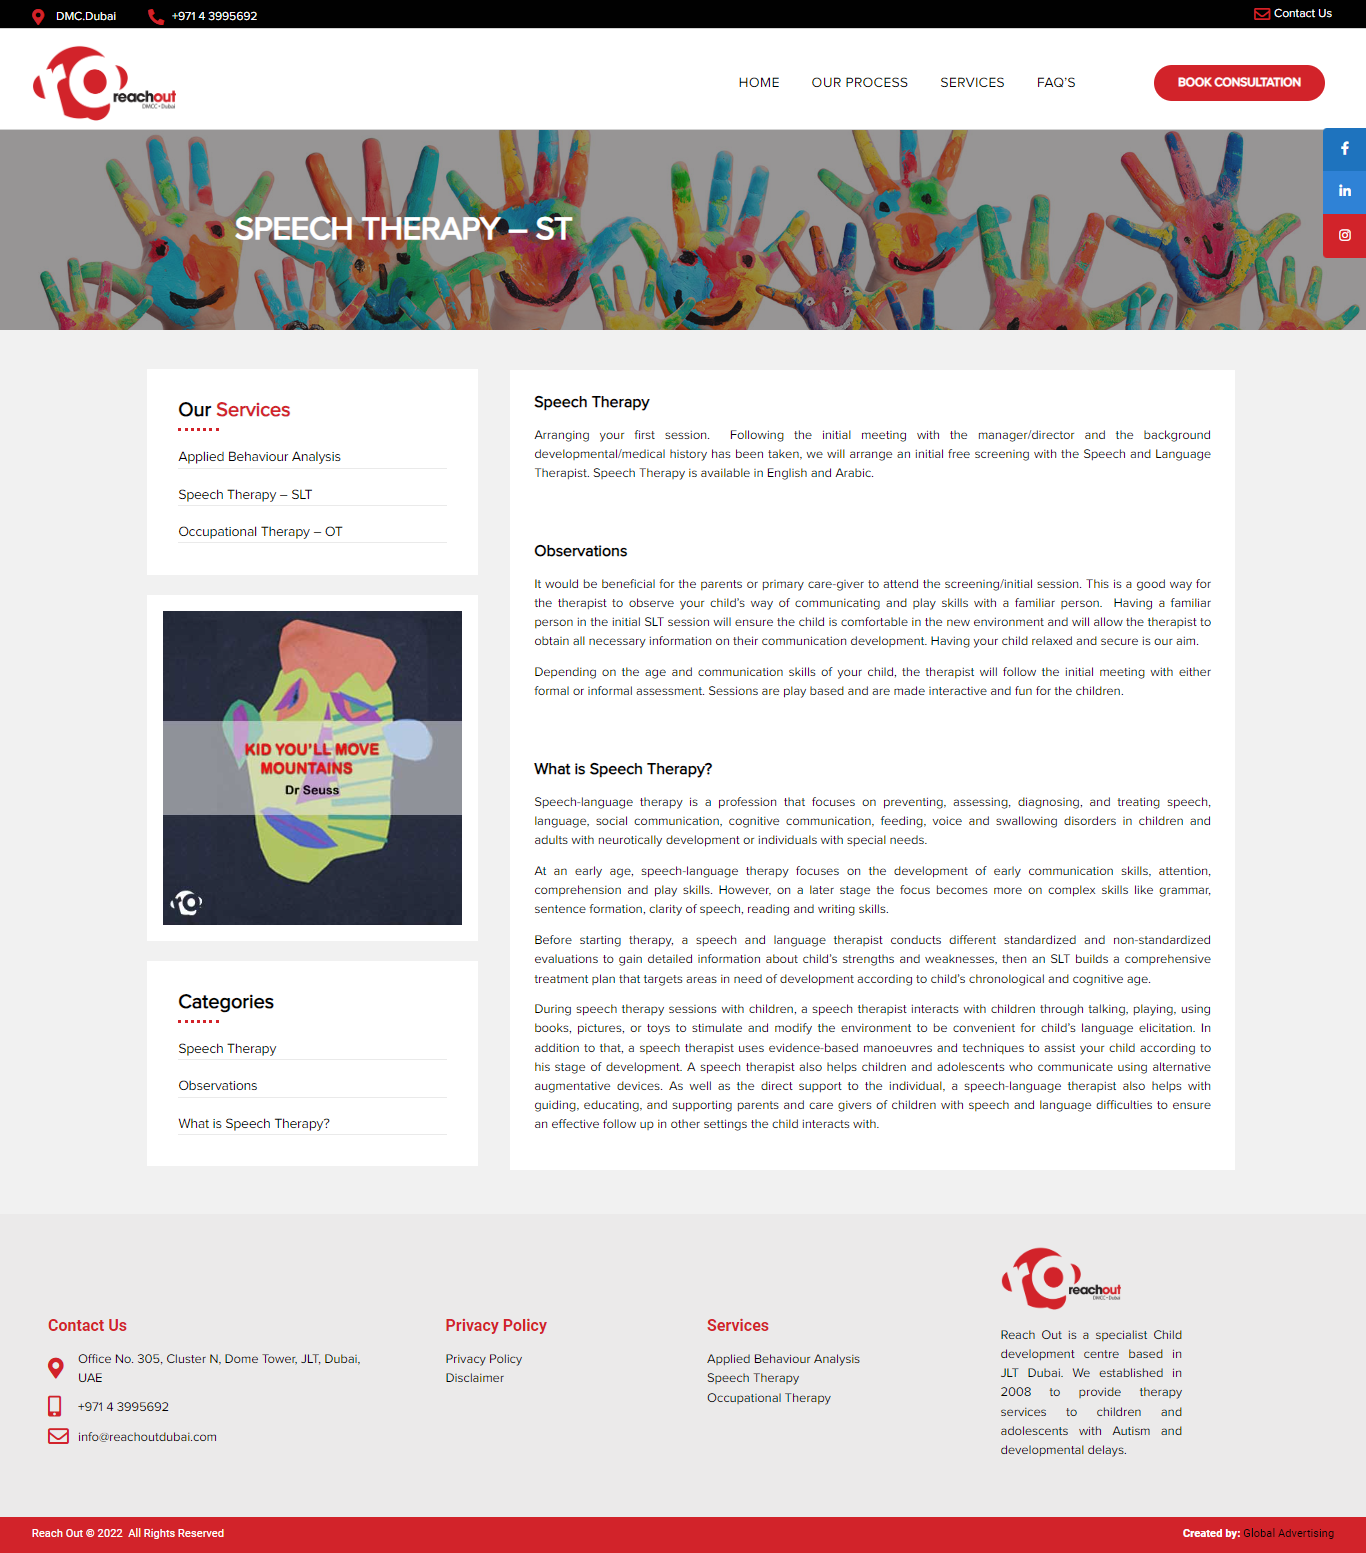 DMC.Dubai
+971 4 3995692
Contact Us
reachout
DMCC • Dubai
HOME
OUR PROCESS
SERVICES
FAQ'S
BOOK CONSULTATION
SPEECH THERAPY – ST
Our Services
Applied Behaviour Analysis
Speech Therapy – SLT
Occupational Therapy – OT
KID YOU'LL MOVE
MOUNTAINS
Dr Seuss
Categories
Speech Therapy
Observations
What is Speech Therapy?
Speech Therapy
Arranging your first session. Following the initial meeting with the manager/director and the background
developmental/medical history has been taken, we will arrange an initial free screening with the Speech and Language
Therapist. Speech Therapy is available in English and Arabic.
Observations
It would be beneficial for the parents or primary care-giver to attend the screening/initial session. This is a good way for
the therapist to observe your child's way of communicating and play skills with a familiar person. Having a familiar
person in the initial SLT session will ensure the child is comfortable in the new environment and will allow the therapist to
obtain all necessary information on their communication development. Having your child relaxed and secure is our aim.
Depending on the age and communication skills of your child, the therapist will follow the initial meeting with either
formal or informal assessment. Sessions are play based and are made interactive and fun for the children.
What is Speech Therapy?
Speech-language therapy is a profession that focuses on preventing, assessing, diagnosing, and treating speech,
language, social communication, cognitive communication, feeding, voice and swallowing disorders in children and
adults with neurotically development or individuals with special needs.
At an early age, speech-language therapy focuses on the development of early communication skills, attention,
comprehension and play skills. However, on a later stage the focus becomes more on complex skills like grammar,
sentence formation, clarity of speech, reading and writing skills.
Before starting therapy, a speech and language therapist conducts different standardized and non-standardized
evaluations to gain detailed information about child's strengths and weaknesses, then an SLT builds a comprehensive
treatment plan that targets areas in need of development according to child's chronological and cognitive age.
During speech therapy sessions with children, a speech therapist interacts with children through talking, playing, using
books, pictures, or toys to stimulate and modify the environment to be convenient for child's language elicitation. In
addition to that, a speech therapist uses evidence-based manoeuvres and techniques to assist your child according to
his stage of development. A speech therapist also helps children and adolescents who communicate using alternative
augmentative devices. As well as the direct support to the individual, a speech-language therapist also helps with
guiding, educating, and supporting parents and care givers of children with speech and language difficulties to ensure
an effective follow up in other settings the child interacts with.
Contact Us
Office No. 305, Cluster N, Dome Tower, JLT, Dubai,
UAE
+971 4 3995692
info@reachoutdubai.com
Privacy Policy
Privacy Policy
Disclaimer
Services
Applied Behaviour Analysis
Speech Therapy
Occupational Therapy
reachout
DMCC • Dubai
Reach Out is a specialist Child
development centre based in
JLT Dubai. We established in
2008 to provide therapy
services to children and
adolescents with Autism and
developmental delays.
Reach Out © 2022 All Rights Reserved
Created by: Global Advertising